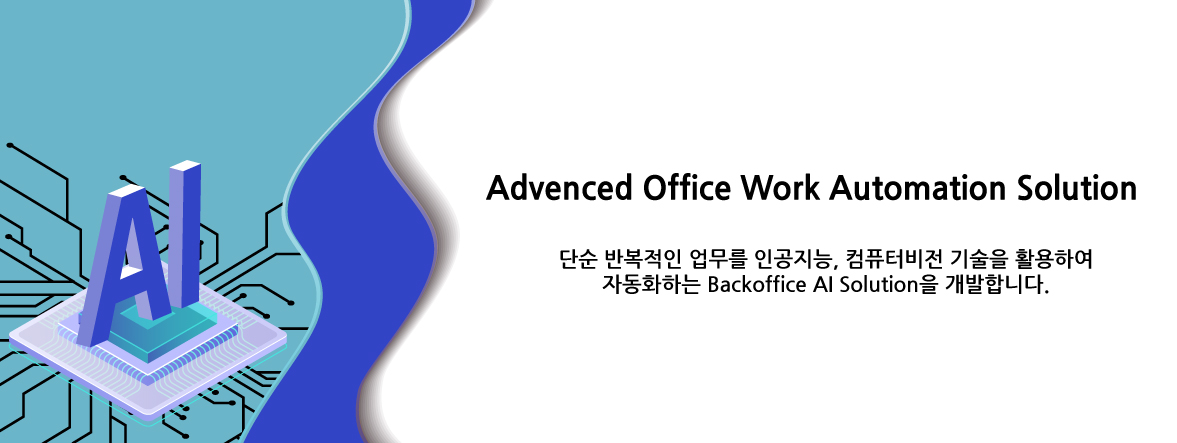 AI
Advenced Office Work Automation Solution
단순 반복적인 업무를 인공지능, 컴퓨터비전 기술을 활용하여
자동화하는 Backoffice AI Solution을 개발합니다.